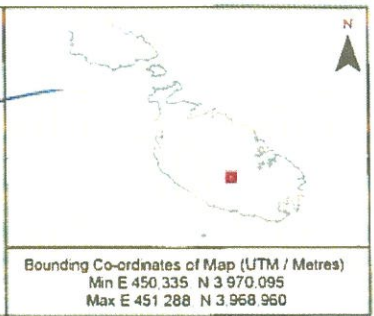 N
Bounding Co-ordinates of Map (UTM / Metres)
Min E 450,335 N 3,970,095
Max E 451,288 N 3,968,960